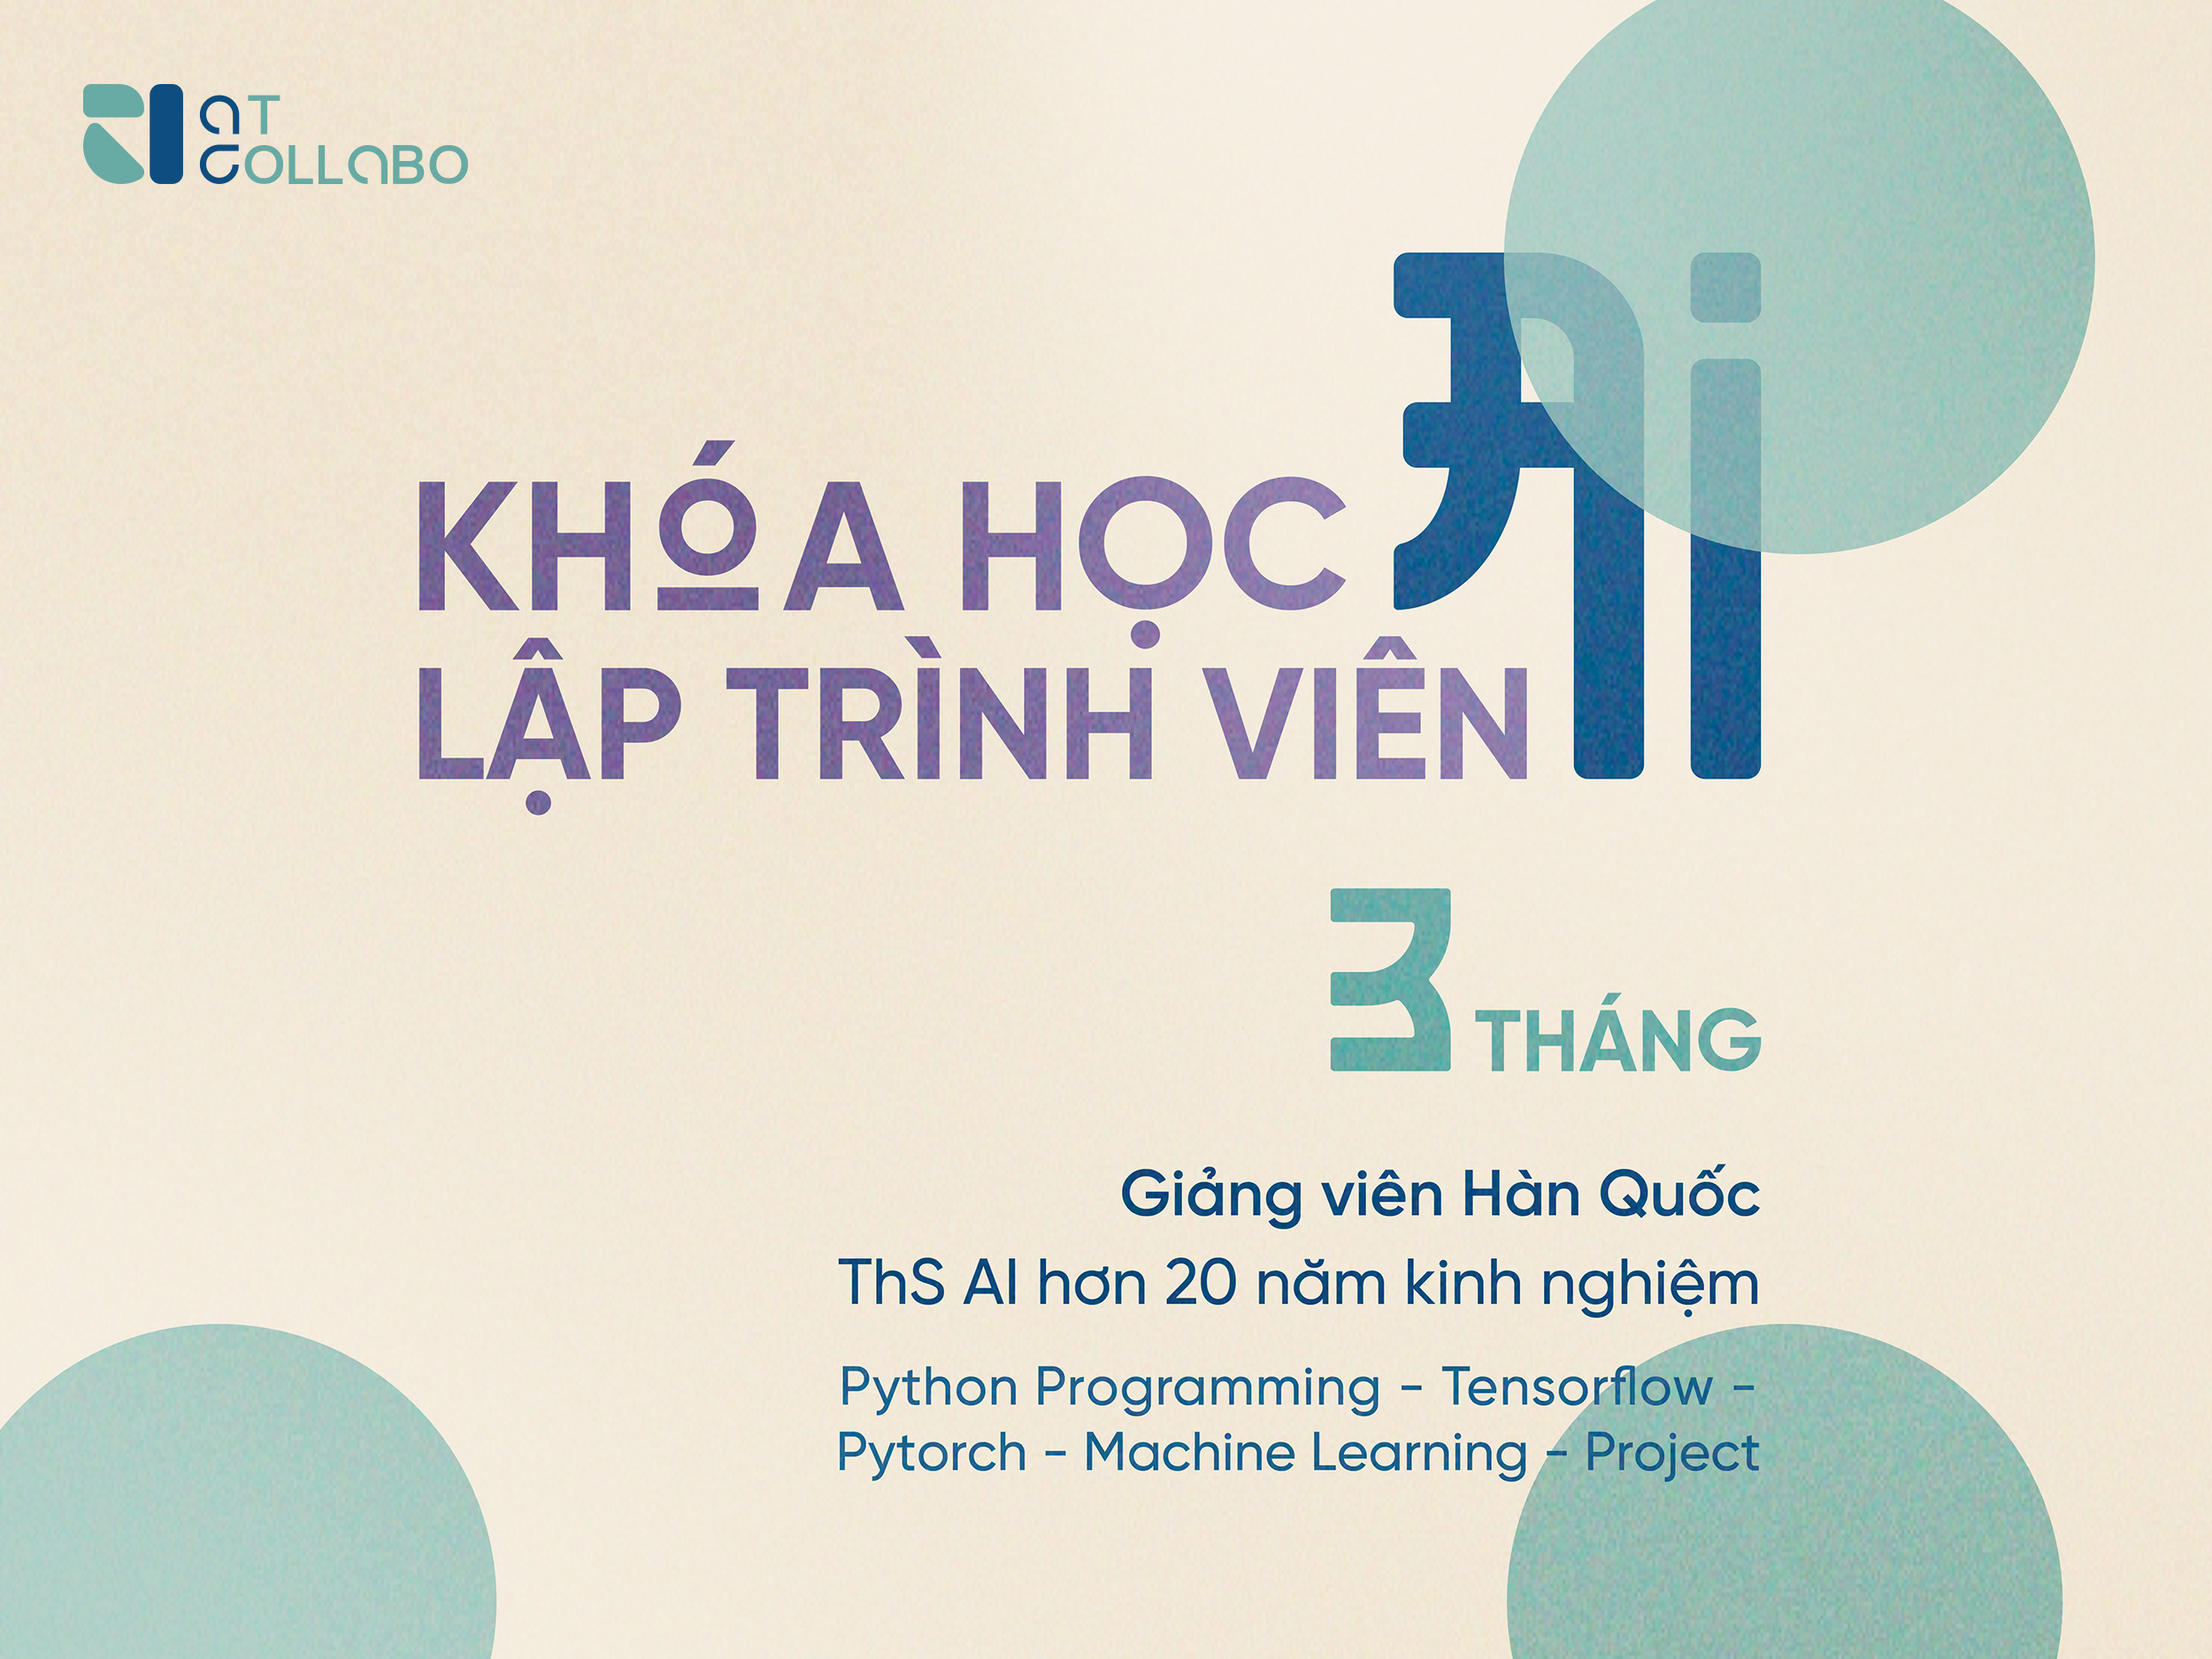 AT
COLLABO
KHÓA HỌC Ai
LẬP TRÌNH VIÊN
3 THÁNG
Giảng viên Hàn Quốc
ThS AI hơn 20 năm kinh nghiệm
Python Programming - Tensorflow -
Pytorch - Machine Learning - Project